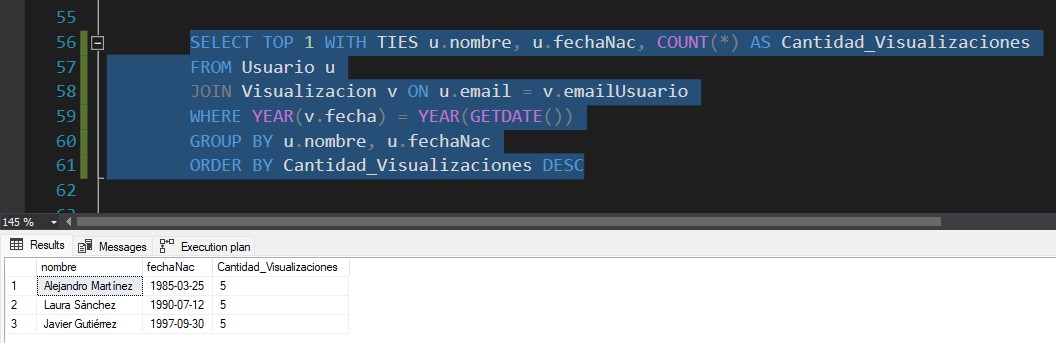 55
56 SELECT TOP 1 WITH TIES u.nombre, u.fechaNac, COUNT(*) AS Cantidad_Visualizaciones
57 FROM Usuario u
58 JOIN Visualizacion v ON u.email = v.emailUsuario
59 WHERE YEAR(v.fecha) = YEAR(GETDATE())
60 GROUP BY u.nombre, u.fechaNac
61 ORDER BY Cantidad_Visualizaciones DESC
62
145 %
Results Messages Execution plan
nombre fechaNac Cantidad_Visualizaciones
1 Alejandro Martínez 1985-03-25 5
2 Laura Sánchez 1990-07-12 5
3 Javier Gutiérrez 1997-09-30 5